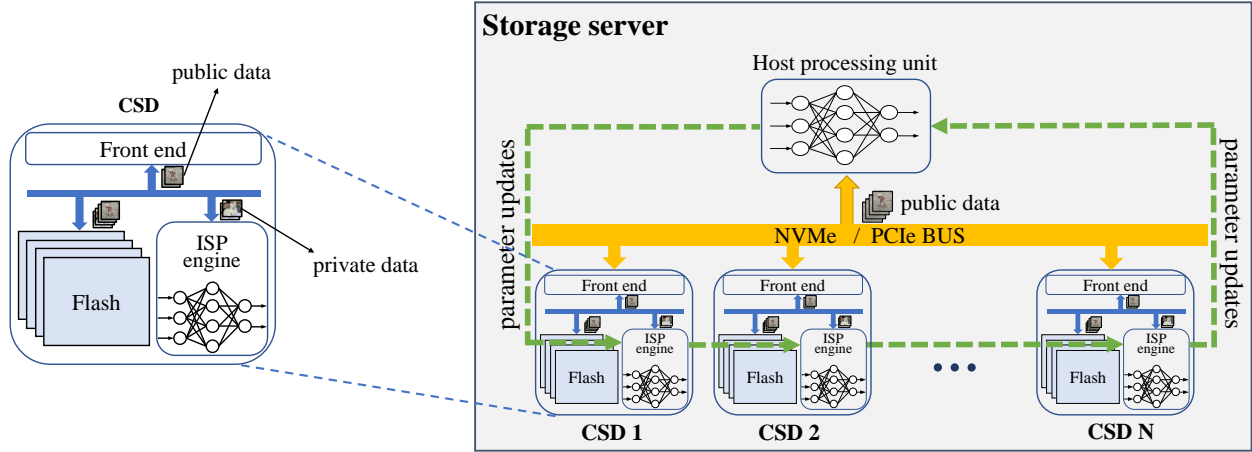 Storage server
public data
CSD
Front end
ISP
engine
Flash
private data
Host processing unit
parameter updates
public data
NVMe / PCIe BUS
parameter updates
Front end
ISP
engine
Flash
CSD 1
Front end
ISP
engine
Flash
CSD 2
Front end
ISP
engine
Flash
CSD N